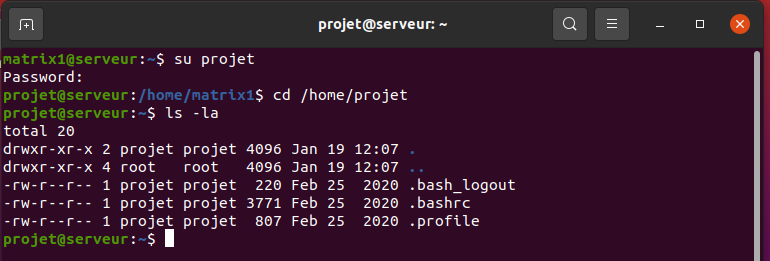 projet@serveur: ~
matrix1@serveur:~$ su projet
Password:
projet@serveur:/home/matrix1$ cd /home/projet
projet@serveur:~$ ls -la
total 20
drwxr-xr-x 2 projet projet 4096 Jan 19 12:07 .
drwxr-xr-x 4 root   root   4096 Jan 19 12:07 ..
-rw-r--r-- 1 projet projet  220 Feb 25  2020 .bash_logout
-rw-r--r-- 1 projet projet 3771 Feb 25  2020 .bashrc
-rw-r--r-- 1 projet projet  807 Feb 25  2020 .profile
projet@serveur:~$